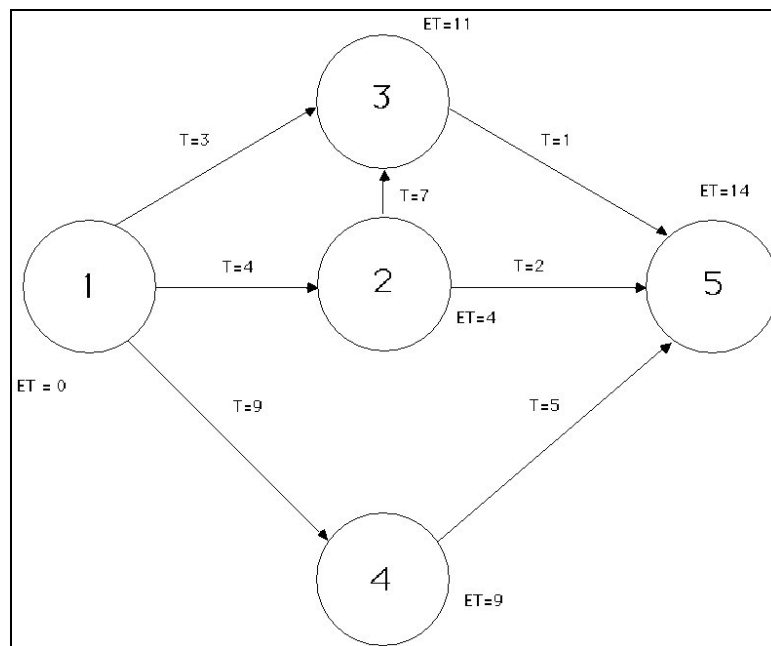 ET=11
3
T=3
T=1
T=7
ET=14
1
T=4
2
T=2
5
ET=4
ET = 0
T=9
T=5
4
ET=9